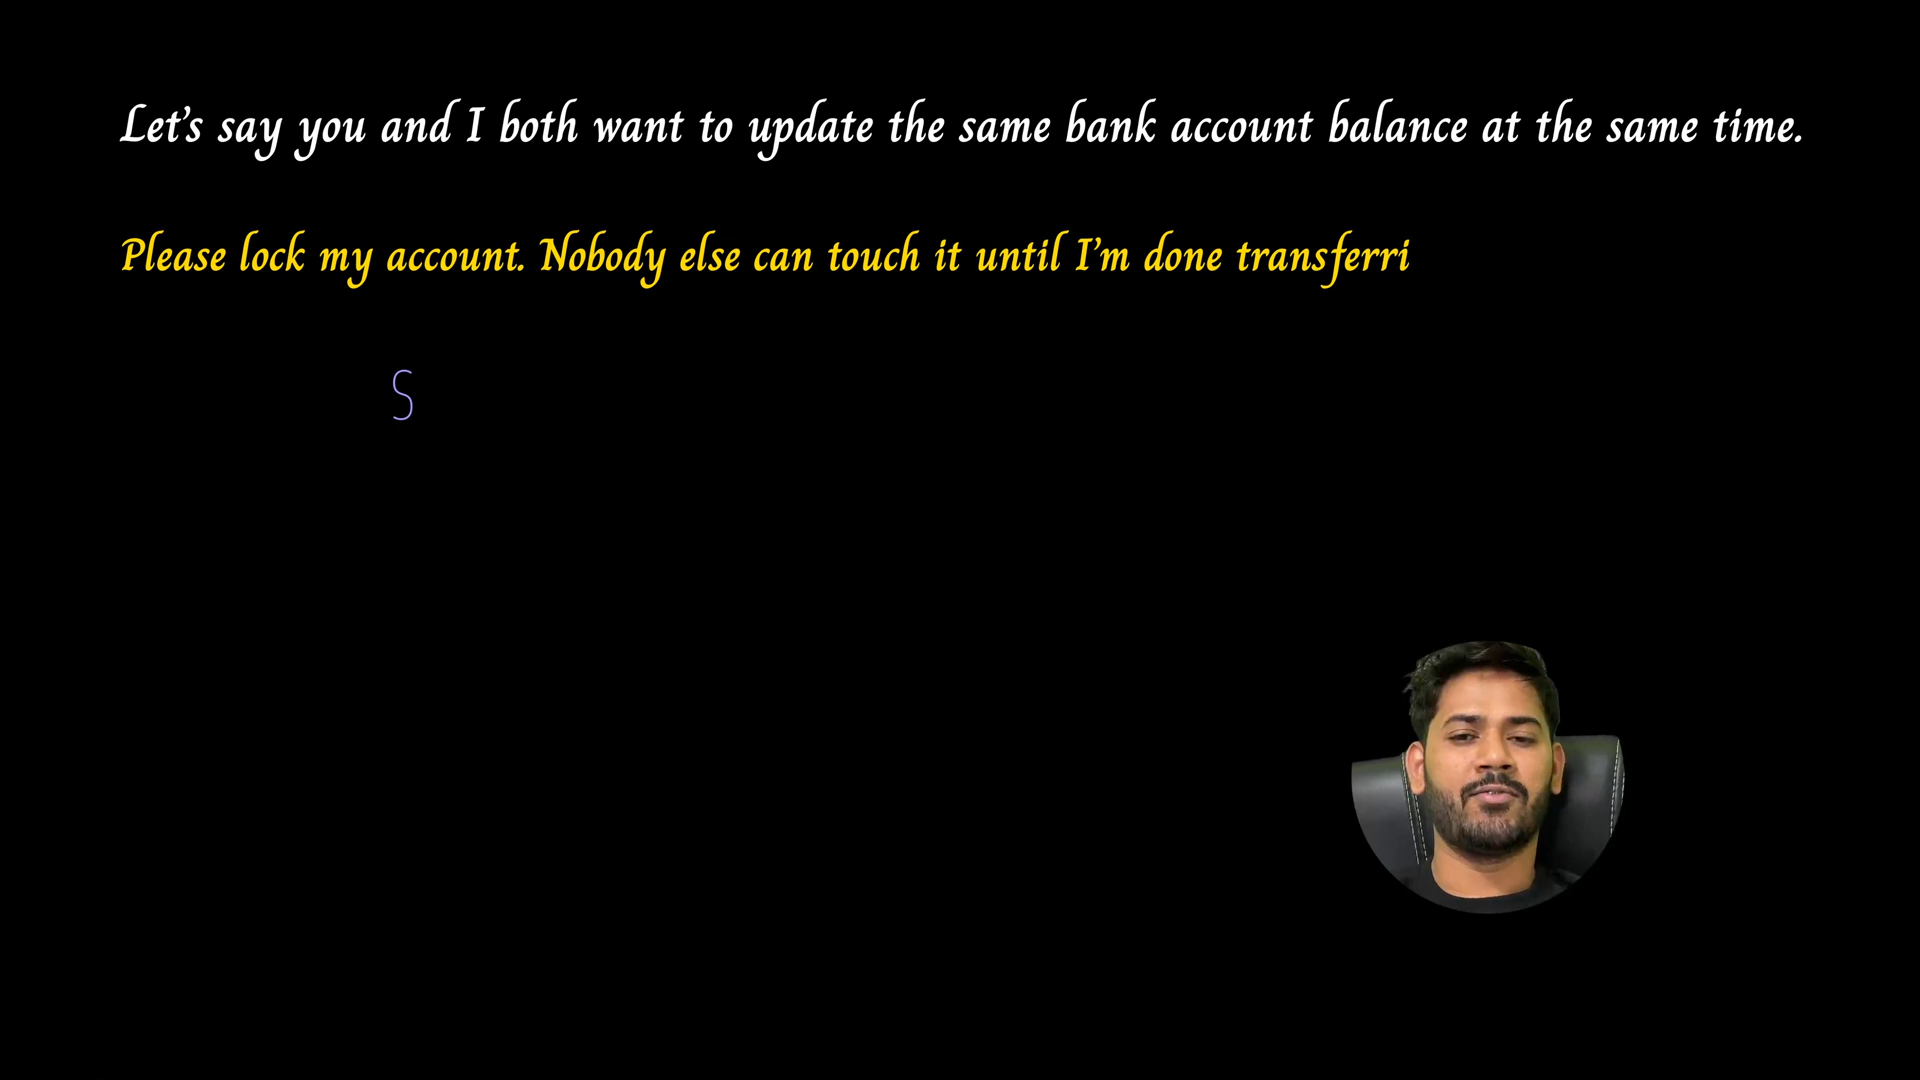 Let's say you and I both want to update the same bank account balance at the same time.
Please lock my account. Nobody else can touch it until I'm done transferri
S